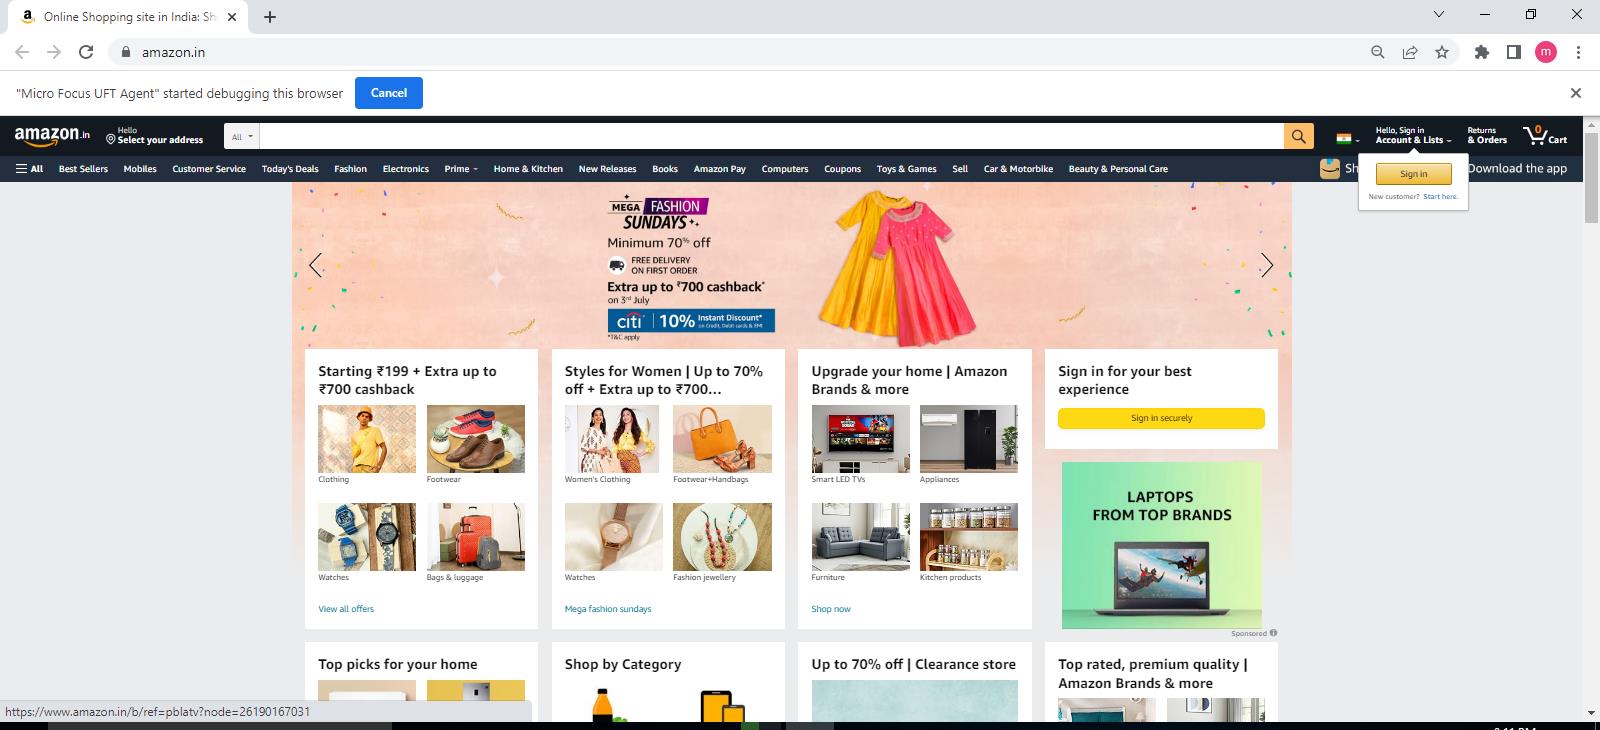 Online Shopping site in India: Sh
amazon.in
m
"Micro Focus UFT Agent" started debugging this browser
Cancel
amazon.in
Hello
Select your address
All
Hello, Sign in
Account & Lists
Returns
& Orders
0
Cart
All
Best Sellers
Mobiles
Customer Service
Today's Deals
Fashion
Electronics
Prime
Home & Kitchen
New Releases
Books
Amazon Pay
Computers
Coupons
Toys & Games
Sell
Car & Motorbike
Beauty & Personal Care
Sh
Download the app
Sign in
New customer? Start here.
MEGA FASHION
SUNDAYS
Minimum 70% off
FREE DELIVERY
ON FIRST ORDER
Extra up to ₹700 cashback*
on 3rd July
citi 10% Instant Discount*
on Credit, Debit cards & EMI
*T&C apply
Starting ₹199 + Extra up to
₹700 cashback
Clothing
Footwear
Watches
Bags & luggage
View all offers
Styles for Women | Up to 70%
off + Extra up to ₹700...
Women's Clothing
Footwear+Handbags
Watches
Fashion jewellery
Mega fashion sundays
Upgrade your home | Amazon
Brands & more
Smart LED TVs
Appliances
Furniture
Kitchen products
Shop now
Sign in for your best
experience
Sign in securely
LAPTOPS
FROM TOP BRANDS
Sponsored
Top picks for your home
Shop by Category
Up to 70% off | Clearance store
Top rated, premium quality |
Amazon Brands & more
https://www.amazon.in/b/ref=pblatv?node=26190167031